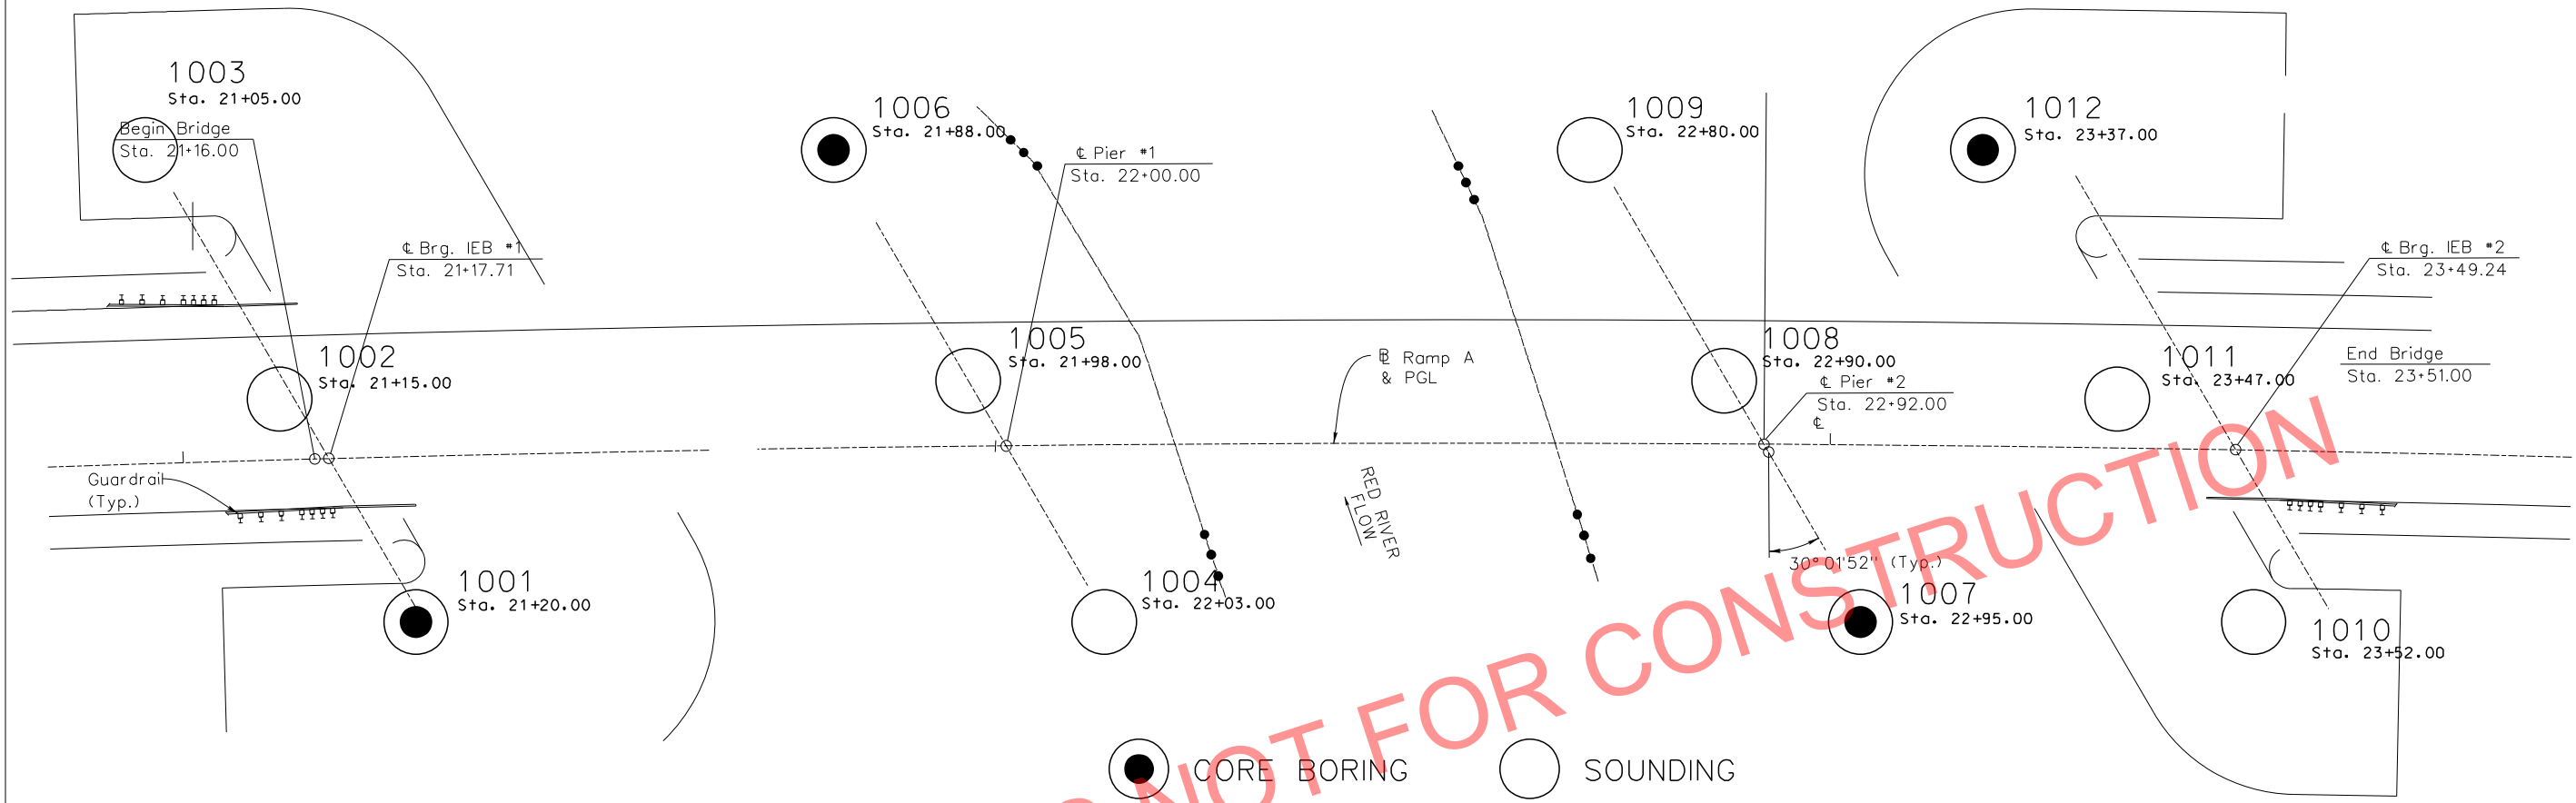 1003
Sta. 21+05.00
Begin Bridge
Sta. 21+16.00
℄ Brg. IEB #1
Sta. 21+17.71
1002
Sta. 21+15.00
Guardrail
(Typ.)
1001
Sta. 21+20.00
1006
Sta. 21+88.00
℄ Pier #1
Sta. 22+00.00
1005
Sta. 21+98.00
1004
Sta. 22+03.00
℄ Ramp A
& PGL
RED RIVER
FLOW
1009
Sta. 22+80.00
1008
Sta. 22+90.00
℄ Pier #2
Sta. 22+92.00
℄
30°01'52" (Typ.)
1007
Sta. 22+95.00
1012
Sta. 23+37.00
℄ Brg. IEB #2
Sta. 23+49.24
1011
Sta. 23+47.00
End Bridge
Sta. 23+51.00
1010
Sta. 23+52.00
CORE BORING
SOUNDING
NOT FOR CONSTRUCTION